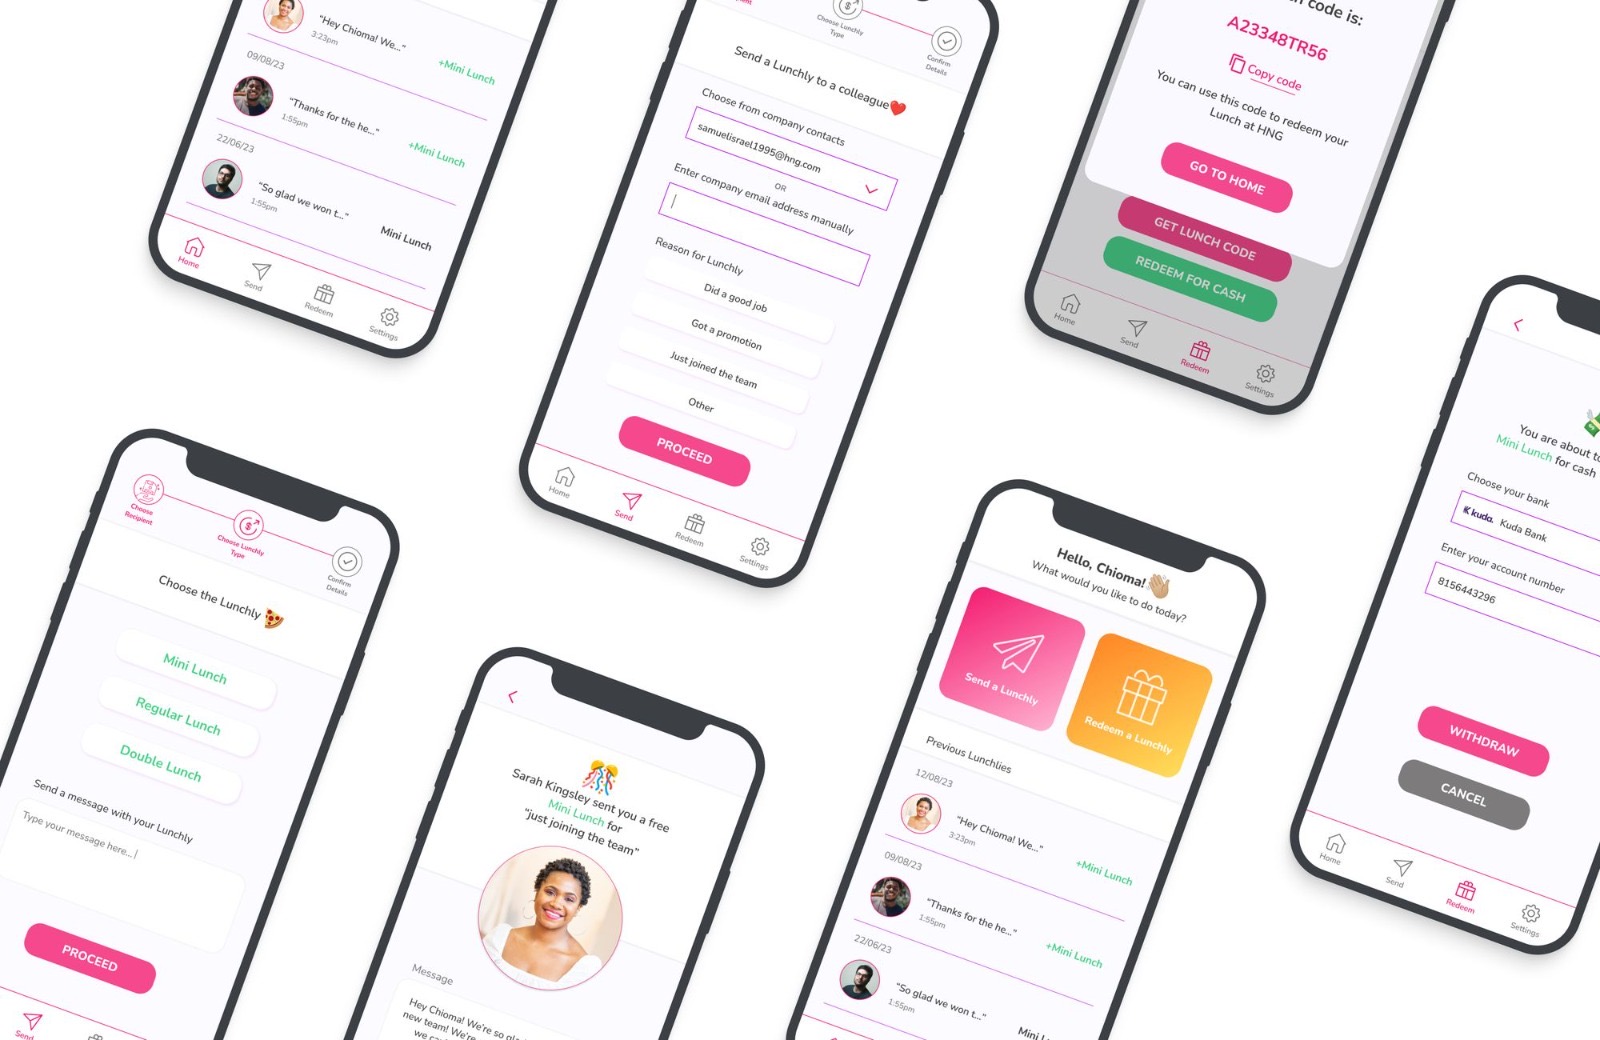 "Hey Chioma! We..."
3:23pm
+Mini Lunch
09/08/23
"Thanks for the he..."
1:55pm
+Mini Lunch
22/06/23
"So glad we won t..."
1:55pm
Mini Lunch
Home
Send
Redeem
Settings
Choose Lunchly
Type
Confirm
Details
Send a Lunchly to a colleague❤️
Choose from company contacts
samuelisrael1995@hng.com
OR
Enter company email address manually
Reason for Lunchly
Did a good job
Got a promotion
Just joined the team
Other
PROCEED
Home
Send
Redeem
Settings
code is:
A23348TR56
Copy code
You can use this code to redeem your
Lunch at HNG
GO TO HOME
GET LUNCH CODE
REDEEM FOR CASH
Home
Send
Redeem
Settings
You are about to
Mini Lunch for cash
Choose your bank
kuda. Kuda Bank
Enter your account number
8156443296
WITHDRAW
CANCEL
Home
Send
Redeem
Settings
Choose
Recipient
Choose Lunchly
Type
Confirm
Details
Choose the Lunchly 🍕
Mini Lunch
Regular Lunch
Double Lunch
Send a message with your Lunchly
Type your message here...
PROCEED
Send
Sarah Kingsley sent you a free
Mini Lunch for
"just joining the team"
Message
Hey Chioma! We're so gl
new team! We're
we ca
Hello, Chioma!👋🏼
What would you like to do today?
Send a Lunchly
Redeem a Lunchly
Previous Lunchlies
12/08/23
"Hey Chioma! We..."
3:23pm
+Mini Lunch
09/08/23
"Thanks for the he..."
1:55pm
+Mini Lunch
22/06/23
"So glad we won t..."
1:55pm
Mini L